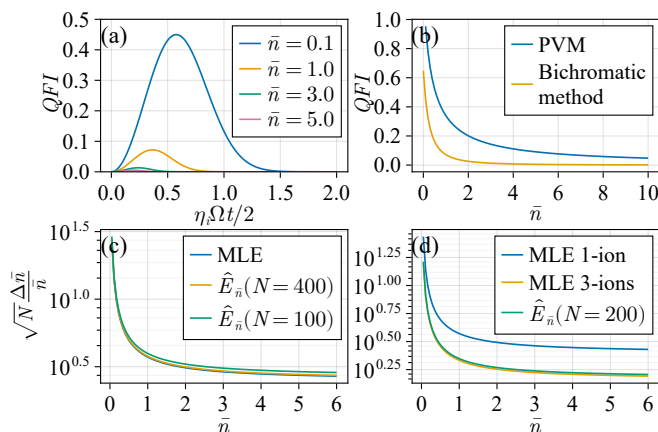 (a)
QFI
0.5
0.4
0.3
0.2
0.1
0.0
n̄ = 0.1
n̄ = 1.0
n̄ = 3.0
n̄ = 5.0
0.0 0.5 1.0 1.5 2.0
η_iΩt/2
(b)
QFI
1.0
0.8
0.6
0.4
0.2
0.0
PVM
Bichromatic
method
0 2 4 6 8 10
n̄
(c)
√N Δn̄/n̄
10^1.5
10^1.0
10^0.5
MLE
Ê_n̄(N = 400)
Ê_n̄(N = 100)
0 1 2 3 4 5 6
n̄
(d)
10^1.25
10^1.00
10^0.75
10^0.50
10^0.25
MLE 1-ion
MLE 3-ions
Ê_n̄(N = 200)
0 1 2 3 4 5 6
n̄